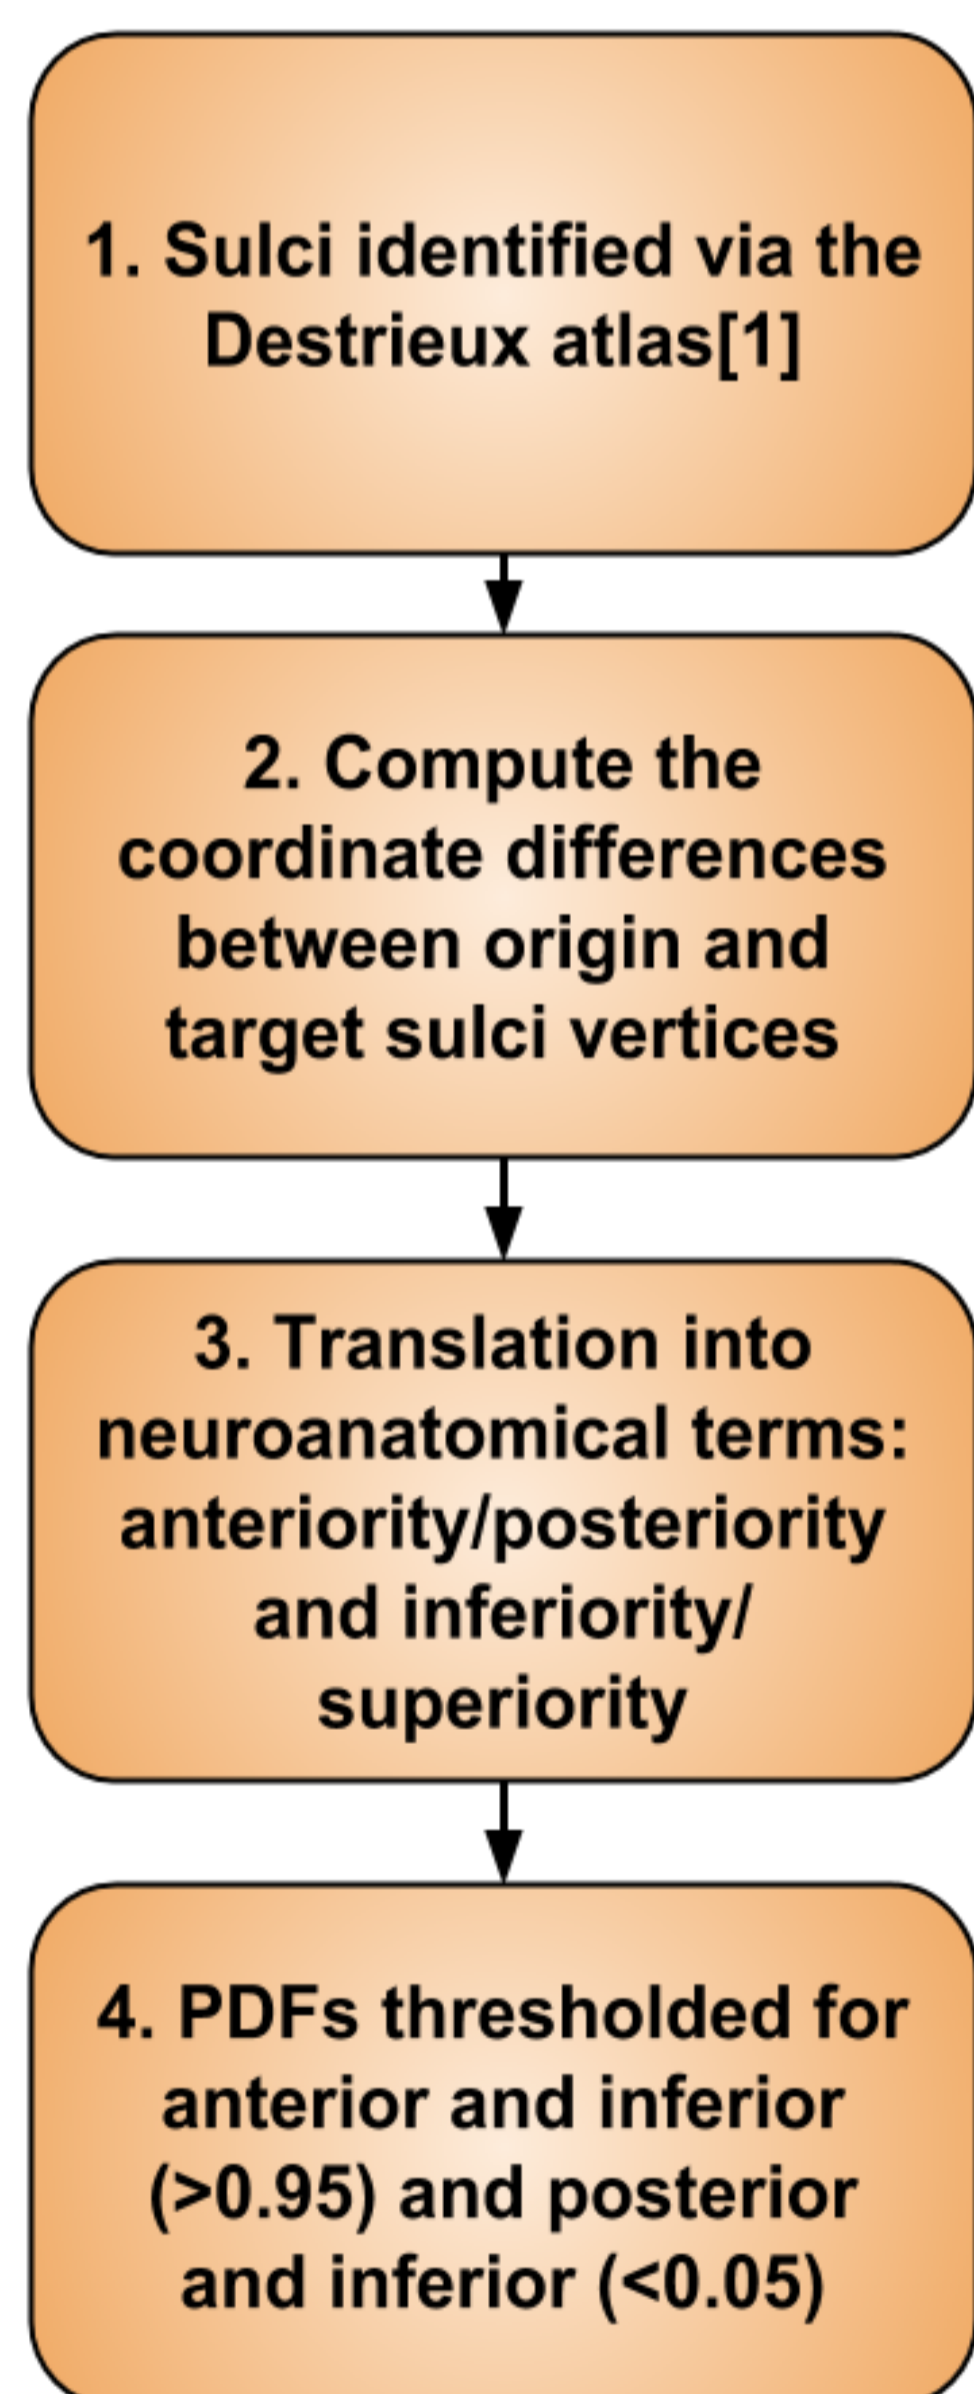 1. Sulci identified via the
Destrieux atlas[1]
2. Compute the
coordinate differences
between origin and
target sulci vertices
3. Translation into
neuroanatomical terms:
anteriority/posteriority
and inferiority/
superiority
4. PDFs thresholded for
anterior and inferior
(>0.95) and posterior
and inferior (<0.05)